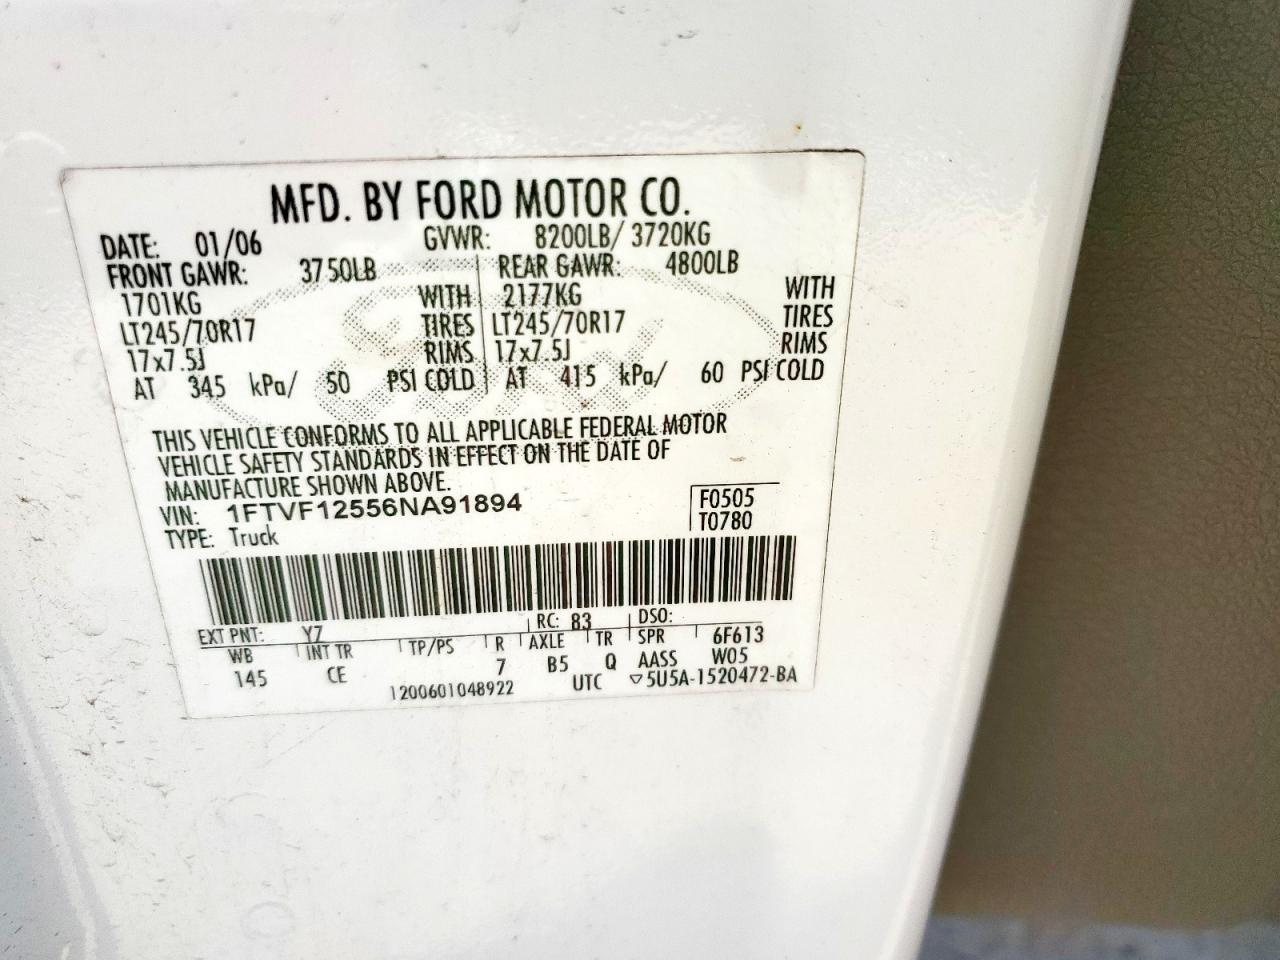 MFD. BY FORD MOTOR CO.
DATE: 01/06 GVWR: 8200LB/ 3720KG
FRONT GAWR: 3750LB REAR GAWR: 4800LB
1701KG WITH 2177KG WITH
LT245/70R17 TIRES LT245/70R17 TIRES
17x7.5J RIMS 17x7.5J RIMS
AT 345 kPa/ 50 PSI COLD AT 415 kPa/ 60 PSI COLD
THIS VEHICLE CONFORMS TO ALL APPLICABLE FEDERAL MOTOR
VEHICLE SAFETY STANDARDS IN EFFECT ON THE DATE OF
MANUFACTURE SHOWN ABOVE.
VIN: 1FTVF12556NA91894 F0505
TYPE: Truck T0780
EXT PNT: YZ RC: 83 DSO:
WB INT TR TP/PS R AXLE TR SPR 6F613
145 CE 7 B5 Q AASS W05
1200601048922 UTC ▽5U5A-1520472-BA